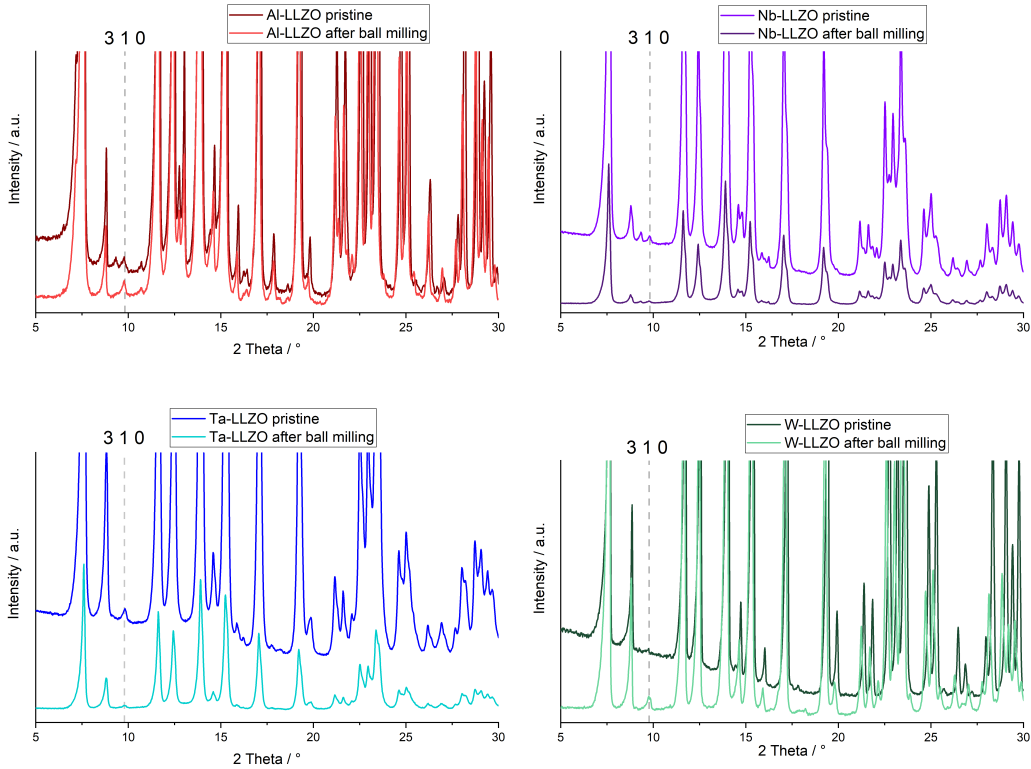 Al-LLZO pristine
Al-LLZO after ball milling
3 1 0
Intensity / a.u.
5 10 15 20 25 30
2 Theta / °
Nb-LLZO pristine
Nb-LLZO after ball milling
3 1 0
Intensity / a.u.
5 10 15 20 25 30
2 Theta / °
Ta-LLZO pristine
Ta-LLZO after ball milling
3 1 0
Intensity / a.u.
5 10 15 20 25 30
2 Theta / °
W-LLZO pristine
W-LLZO after ball milling
3 1 0
Intensity / a.u.
5 10 15 20 25 30
2 Theta / °